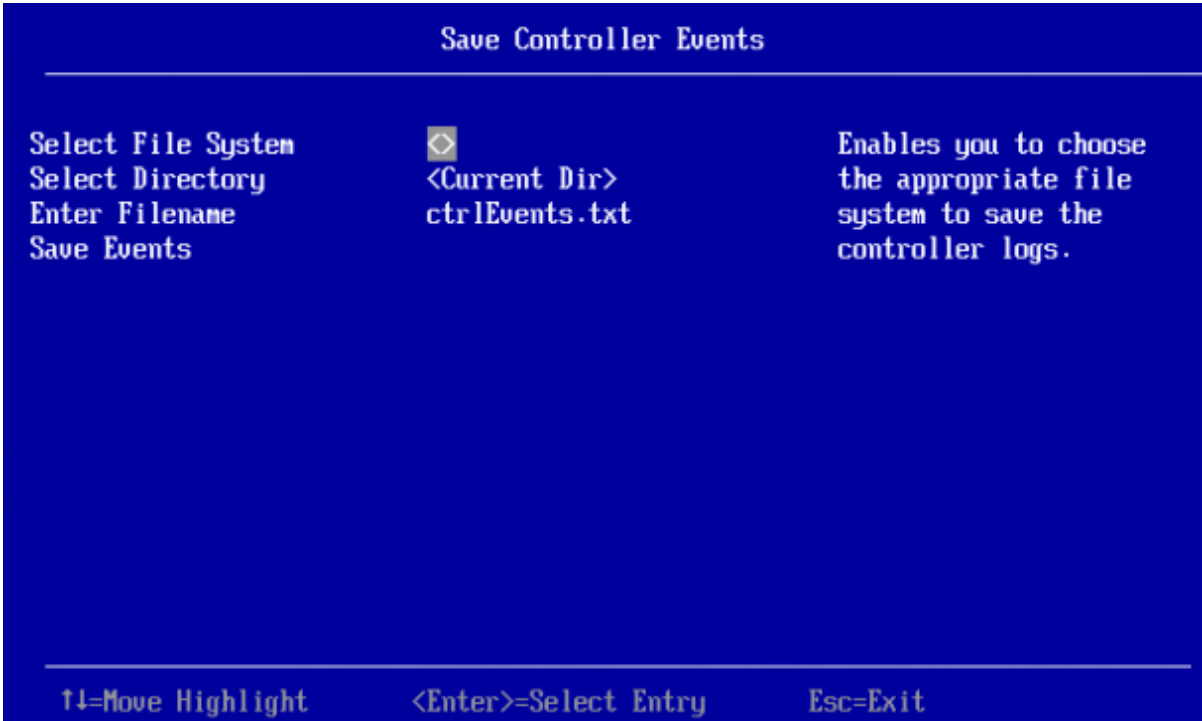 Save Controller Events
Select File System <> Enables you to choose
Select Directory <Current Dir> the appropriate file
Enter Filename ctrlEvents.txt system to save the
Save Events controller logs.
↑↓=Move Highlight <Enter>=Select Entry Esc=Exit